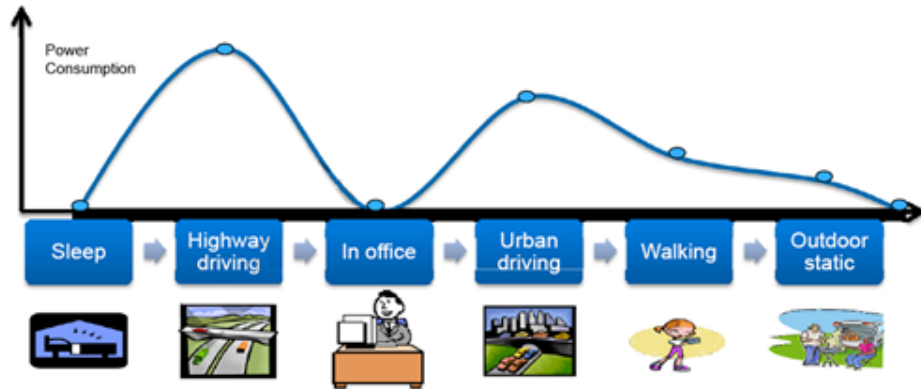 Power
Consumption
Sleep
Highway
driving
In office
Urban
driving
Walking
Outdoor
static